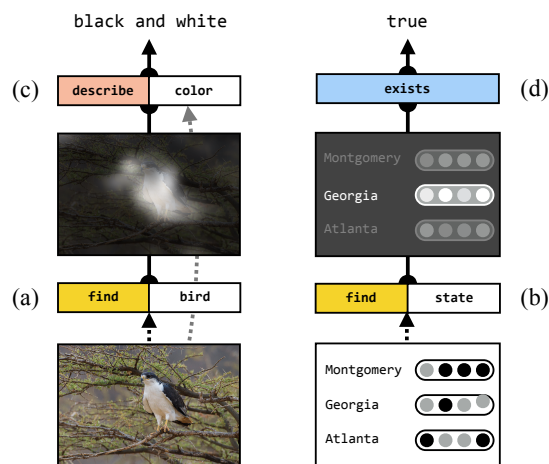 black and white
true
(c)
describe color
exists
(d)
Montgomery
Georgia
Atlanta
(a)
find bird
find state
(b)
Montgomery
Georgia
Atlanta